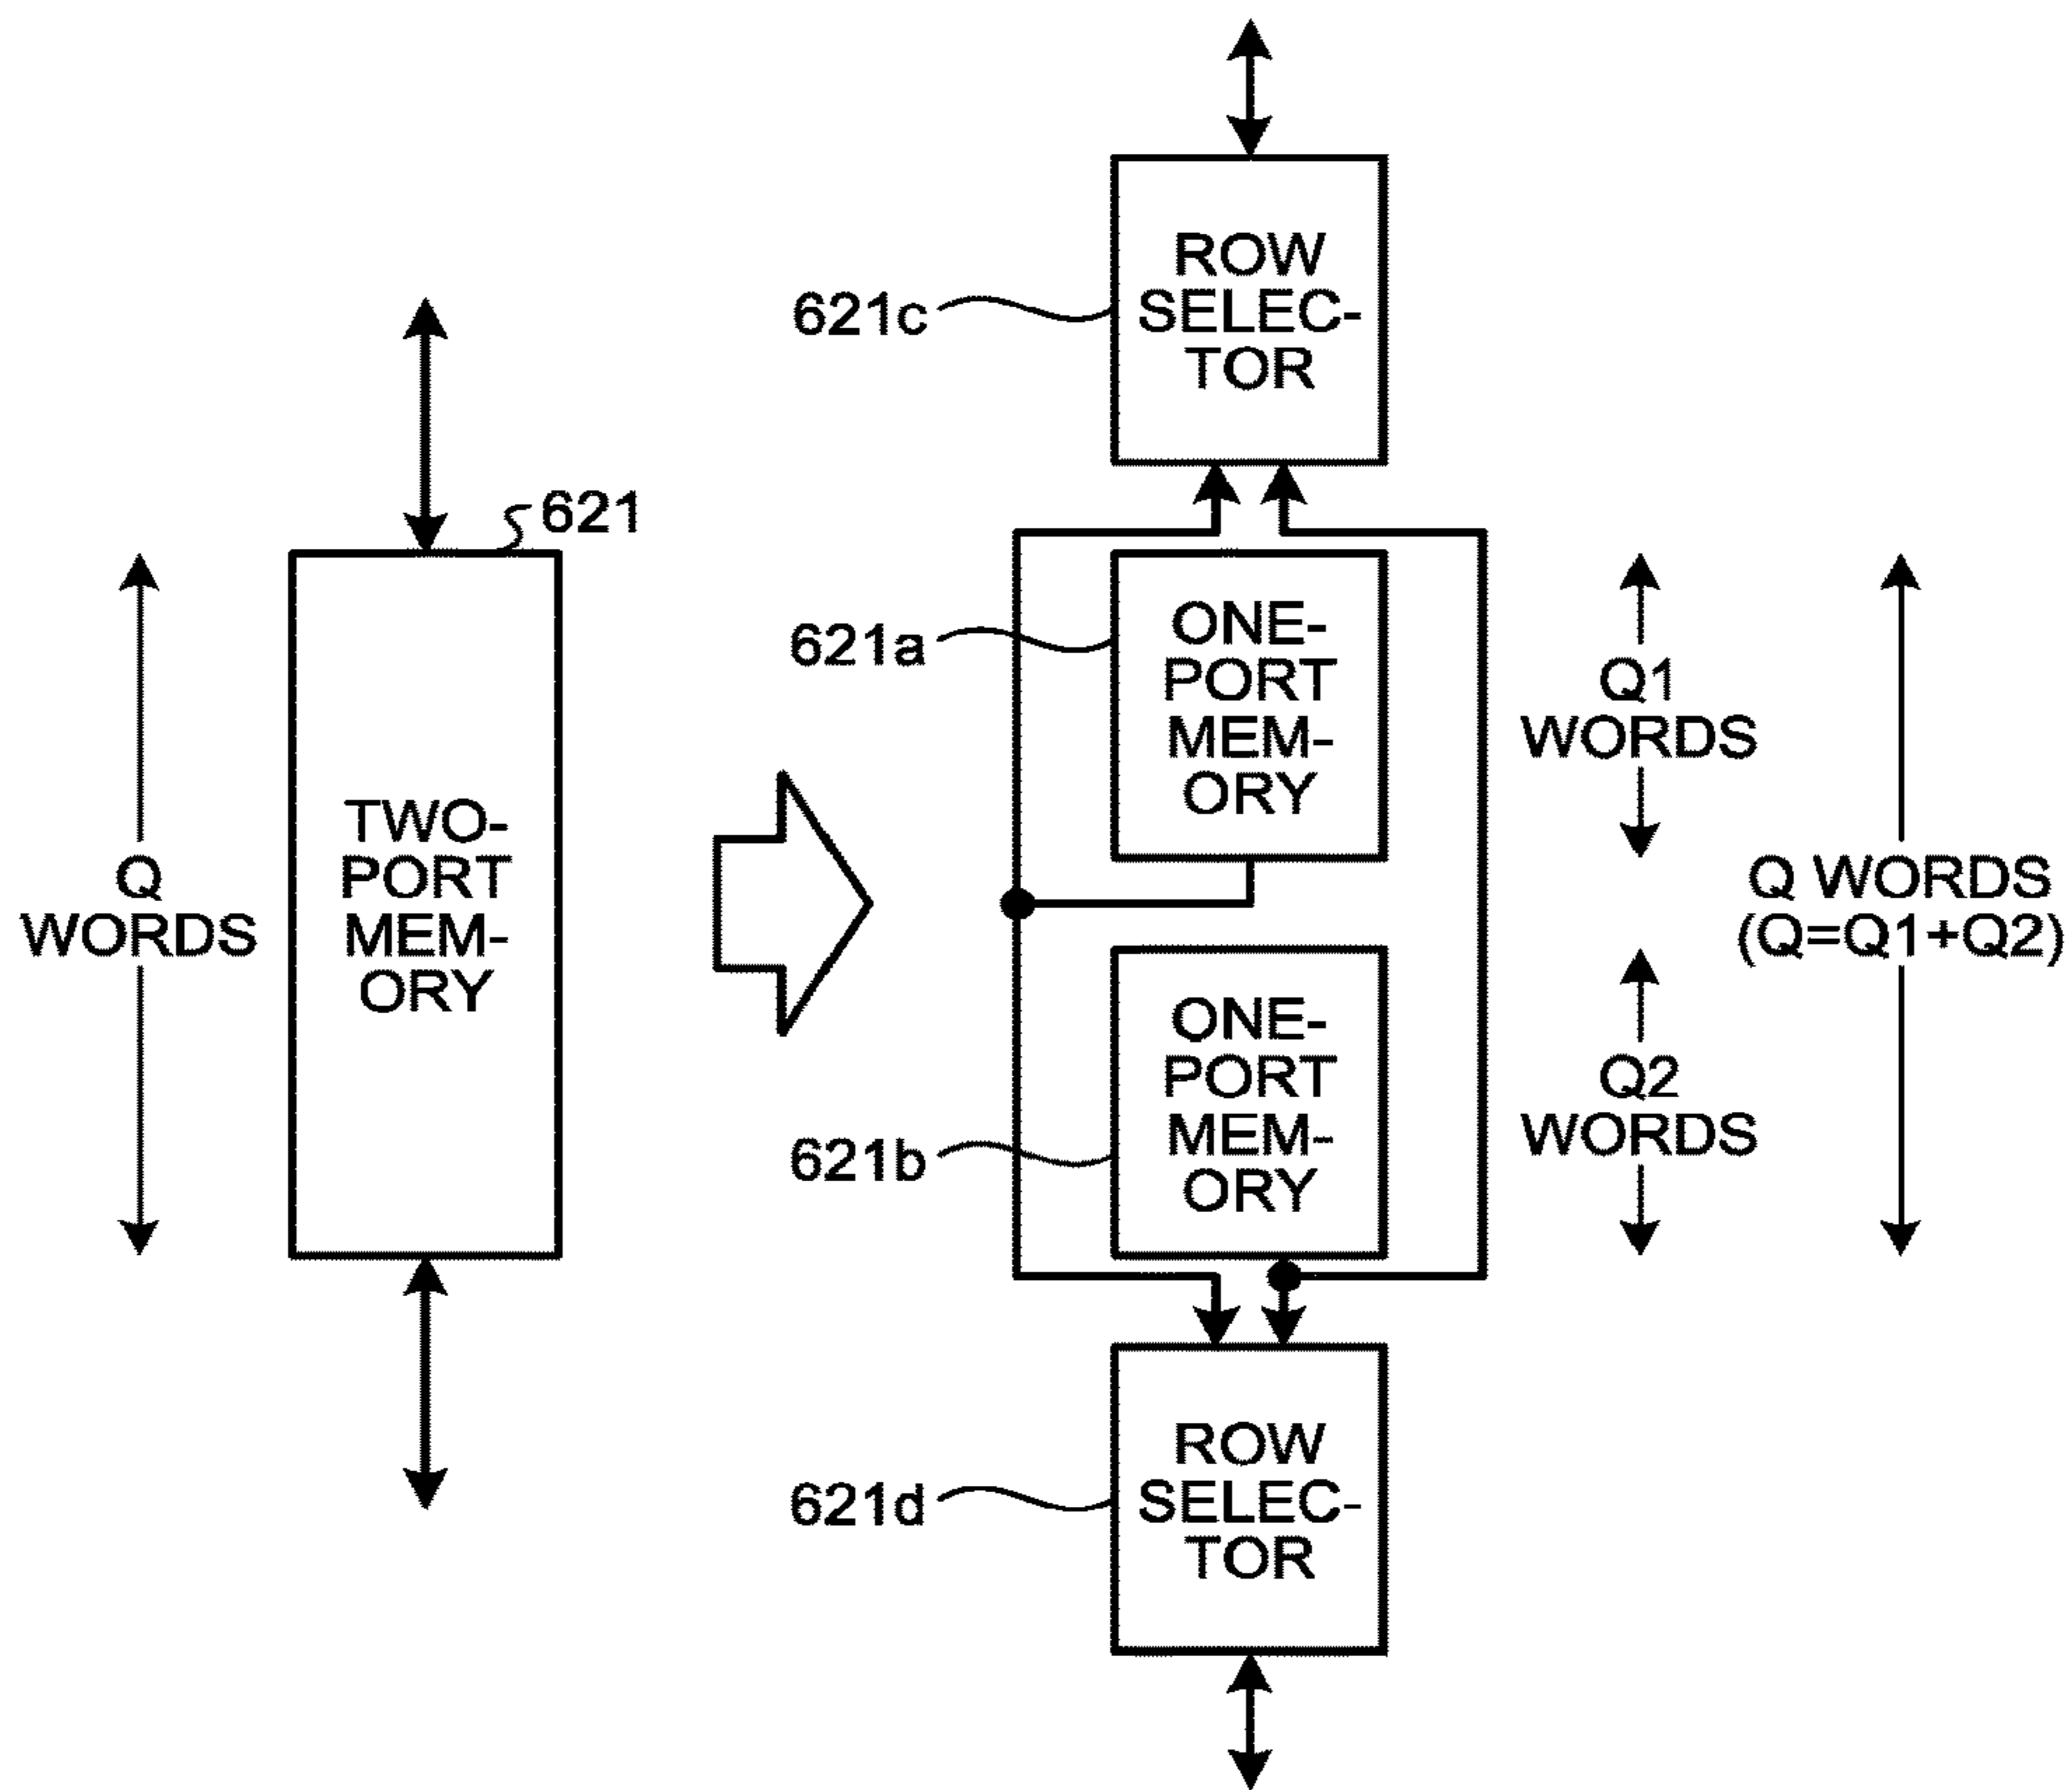 621
Q
WORDS
TWO-
PORT
MEM-
ORY
621c
ROW
SELEC-
TOR
621a
ONE-
PORT
MEM-
ORY
Q1
WORDS
Q WORDS
(Q=Q1+Q2)
621b
ONE-
PORT
MEM-
ORY
Q2
WORDS
621d
ROW
SELEC-
TOR